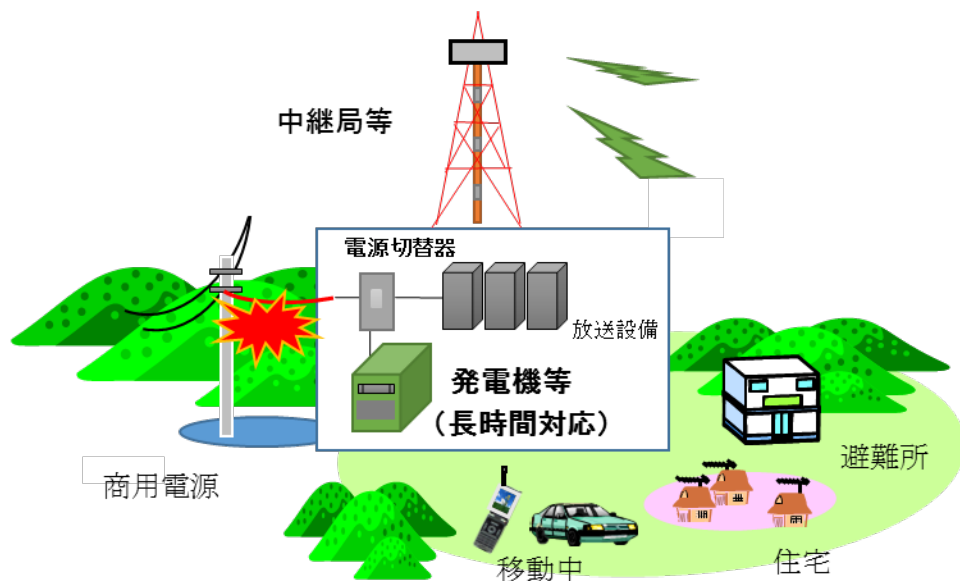 中継局等
電源切替器
放送設備
発電機等
（長時間対応）
商用電源
避難所
移動中
住宅